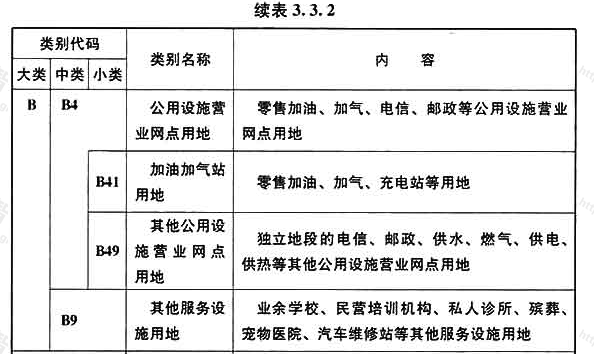 续表 3.3.2
类别代码
类别名称
内 容
大类 中类 小类
B B4
公用设施营
业网点用地
零售加油、加气、电信、邮政等公用设施营业
网点用地
B41
加油加气站
用地
零售加油、加气、充电站等用地
B49
其他公用设
施营业网点
用地
独立地段的电信、邮政、供水、燃气、供电、
供热等其他公用设施营业网点用地
B9
其他服务设
施用地
业余学校、民营培训机构、私人诊所、殡葬、
宠物医院、汽车维修站等其他服务设施用地